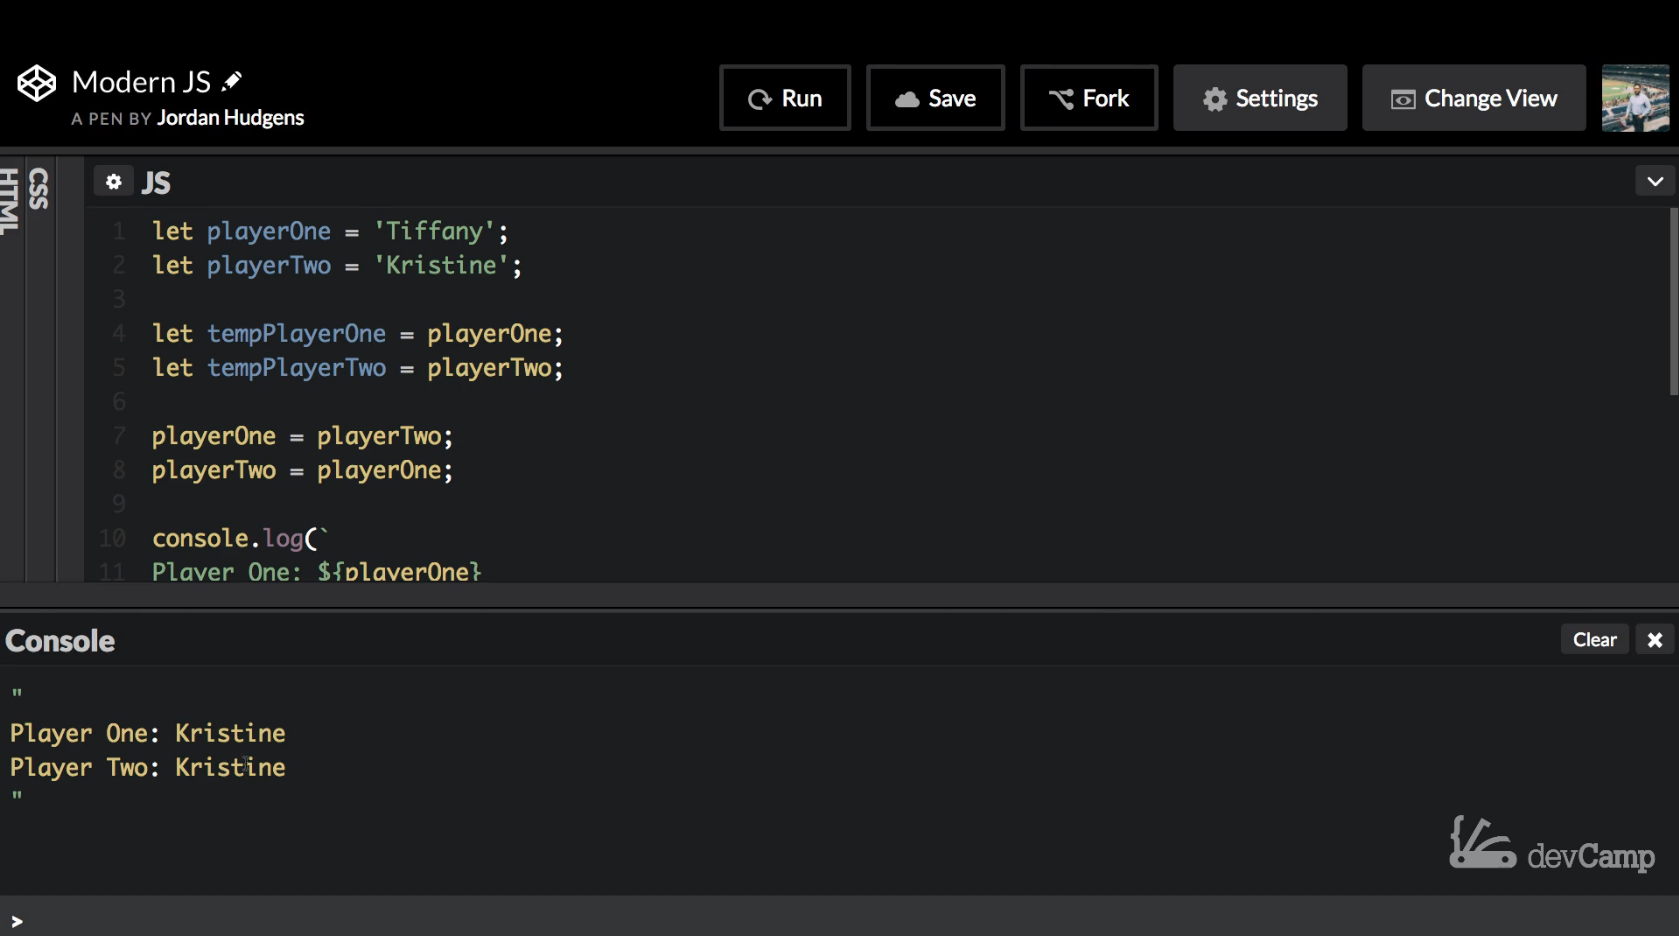 Modern JS
A PEN BY Jordan Hudgens
Run
Save
Fork
Settings
Change View
HTML
CSS
JS
1 let playerOne = 'Tiffany';
2 let playerTwo = 'Kristine';
3
4 let tempPlayerOne = playerOne;
5 let tempPlayerTwo = playerTwo;
6
7 playerOne = playerTwo;
8 playerTwo = playerOne;
9
10 console.log(`
11 Player One: ${playerOne}
Console
Clear
"
Player One: Kristine
Player Two: Kristine
"
devCamp
>